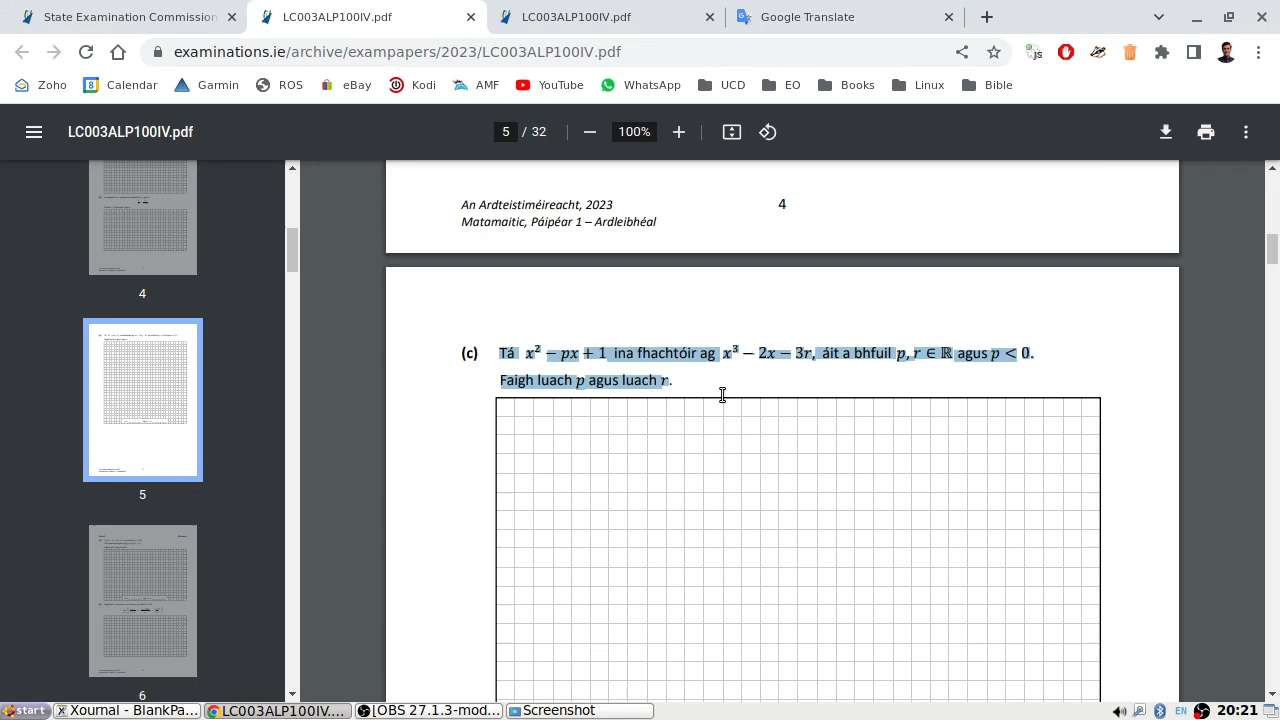 State Examination Commission
LC003ALP100IV.pdf
LC003ALP100IV.pdf
Google Translate
examinations.ie/archive/exampapers/2023/LC003ALP100IV.pdf
JS
Zoho
8 Calendar
Garmin
ROS
eBay
Kodi
AMF
YouTube
WhatsApp
UCD
EO
Books
Linux
Bible
LC003ALP100IV.pdf
5 / 32
100%
4
5
6
An Ardteistiméireacht, 2023
4
Matamaitic, Páipéar 1 – Ardleibhéal
(c) Tá x² − px + 1 ina fhachtóir ag x³ − 2x − 3r, áit a bhfuil p, r ∈ ℝ agus p < 0.
Faigh luach p agus luach r.
start
Xournal - BlankPa...
LC003ALP100IV....
[OBS 27.1.3-mod...
Screenshot
EN
20:21